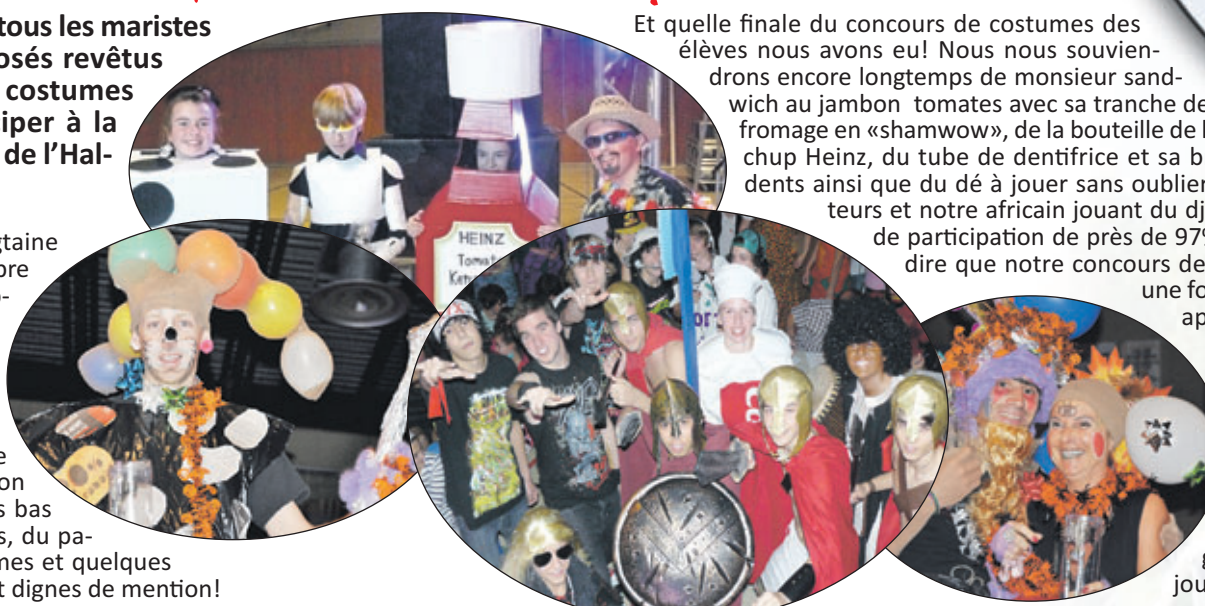 tous les maristes
osés revêtus
costumes
iper à la
de l'Hal-
gtaine
bre
e
on
s bas
s, du pa-
mes et quelques
t dignes de mention!
Et quelle finale du concours de costumes des
élèves nous avons eu! Nous nous souvien-
drons encore longtemps de monsieur sand-
wich au jambon tomates avec sa tranche de
fromage en «shamwow», de la bouteille de
chup Heinz, du tube de dentifrice et sa b
dents ainsi que du dé à jouer sans oublier
teurs et notre africain jouant du dj
de participation de près de 97%
dire que notre concours de
une fo
ap
g
jou
HEINZ
Tomat